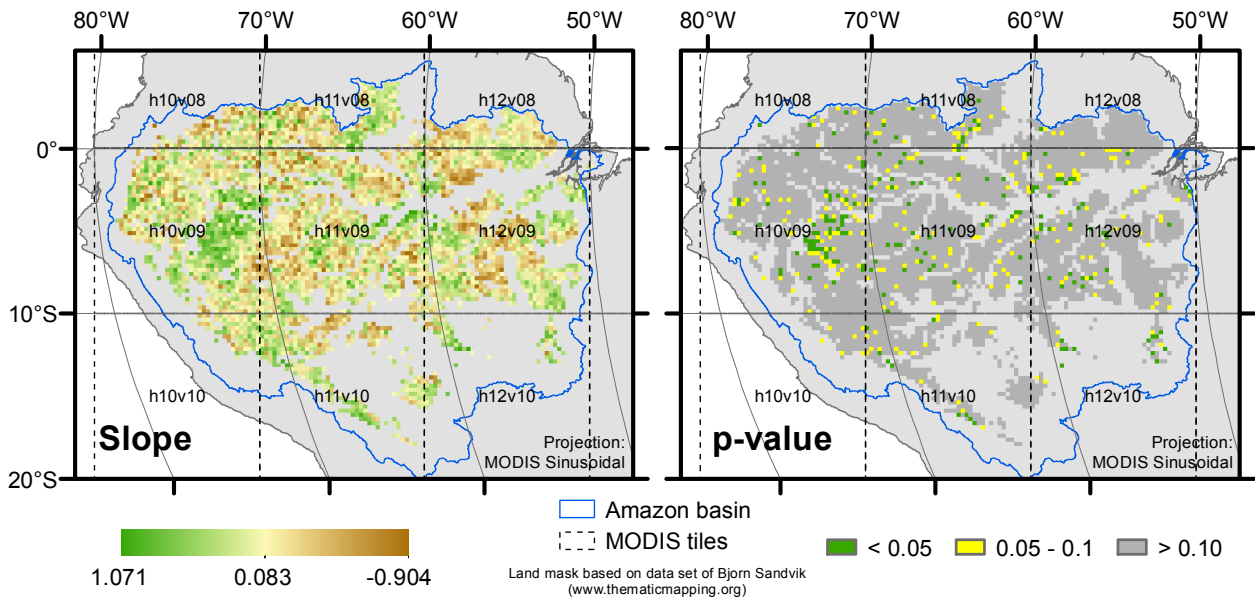 80°W 70°W 60°W 50°W 80°W 70°W 60°W 50°W
h10v08 h11v08 h12v08 h10v08 h11v08 h12v08
0°
h10v09 h11v09 h12v09 h10v09 h11v09 h12v09
10°S
h10v10 h11v10 h12v10 h10v10 h11v10 h12v10
Slope p-value
Projection: Projection:
MODIS Sinusoidal MODIS Sinusoidal
20°S
Amazon basin
MODIS tiles
< 0.05 0.05 - 0.1 > 0.10
1.071 0.083 -0.904
Land mask based on data set of Bjorn Sandvik
(www.thematicmapping.org)